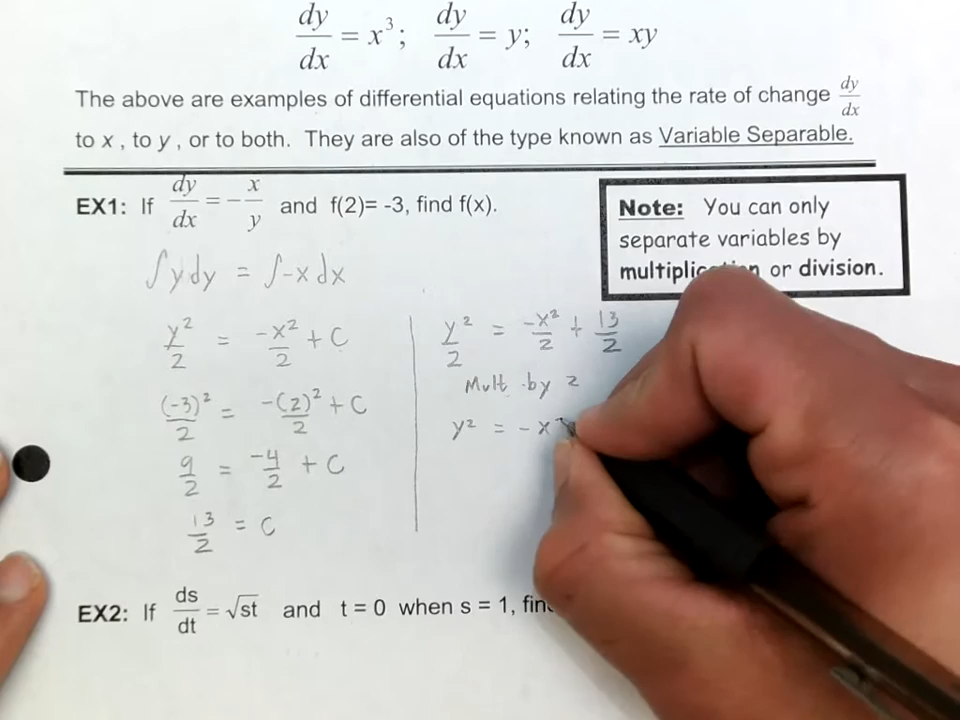 dy/dx = x³; dy/dx = y; dy/dx = xy
The above are examples of differential equations relating the rate of change dy/dx
to x , to y , or to both. They are also of the type known as Variable Separable.
EX1: If dy/dx = -x/y and f(2)= -3, find f(x).
Note: You can only
separate variables by
or division.
∫y dy = ∫-x dx
y²/2 = -x²/2 + C
(-3)²/2 = -(2)²/2 + C
9/2 = -4/2 + C
13/2 = C
y²/2 = -x²/2 + 13/2
Mult. by 2
y² = -x
EX2: If ds/dt = √st and t = 0 when s = 1,